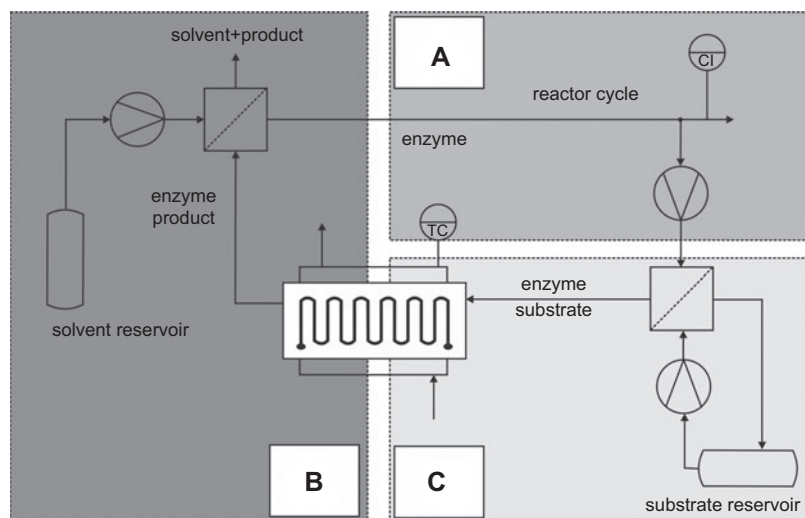 solvent+product
A
CI
reactor cycle
enzyme
enzyme
product
TC
enzyme
substrate
solvent reservoir
B
C
substrate reservoir